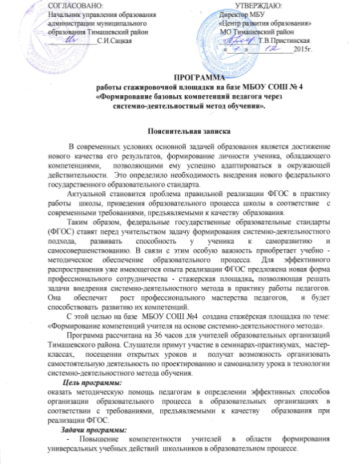 СОГЛАСОВАНО:
Начальник управления образования
администрации муниципального
образования Тимашевский район
С.И.Сацкая
УТВЕРЖДАЮ:
Директор МБУ
«Центр развития образования»
МО Тимашевский район
Т.В.Пристинская
12 2015г.
ПРОГРАММА
работы стажировочной площадки на базе МБОУ СОШ № 4
«Формирование базовых компетенций педагога через
системно-деятельностный метод обучения».
Пояснительная записка
В современных условиях основной задачей образования является достижение
нового качества его результатов, формирование личности ученика, обладающего
компетенциями, позволяющими ему успешно адаптироваться в окружающей
действительности. Это определило необходимость внедрения нового федерального
государственного образовательного стандарта.
Актуальной становится проблема правильной реализации ФГОС в практику
работы школы, приведения образовательного процесса школы в соответствие с
современными требованиями, предъявляемыми к качеству образования.
Таким образом, федеральные государственные образовательные стандарты
(ФГОС) ставят перед учительством задачу формирования системно-деятельностного
подхода, развивать способность у ученика к саморазвитию и
самосовершенствованию. В связи с этим особую важность приобретает учебно -
методическое обеспечение образовательного процесса. Для эффективного
распространения уже имеющегося опыта реализации ФГОС предложена новая форма
профессионального сотрудничества - стажерская площадка, позволяющая решать
задачи внедрения системно-деятельностного метода в практику работы педагогов.
Она обеспечит рост профессионального мастерства педагогов, и будет
способствовать развитию их компетенций.
С этой целью на базе МБОУ СОШ №4 создана стажёрская площадка по теме:
«Формирование компетенций учителя на основе системно-деятельностного метода».
Программа рассчитана на 36 часов для учителей образовательных организаций
Тимашевского района. Слушатели примут участие в семинарах-практикумах, мастер-
классах, посещении открытых уроков и получат возможность организовать
самостоятельную деятельность по проектированию и самоанализу урока в технологии
системно-деятельностного метода обучения.
Цель программы:
оказать методическую помощь педагогам в определении эффективных способов
организации образовательного процесса в образовательных организациях в
соответствии с требованиями, предъявляемыми к качеству образования при
реализации ФГОС.
Задачи программы:
- Повышение компетентности учителей в области формирования
универсальных учебных действий школьников в образовательном процессе.